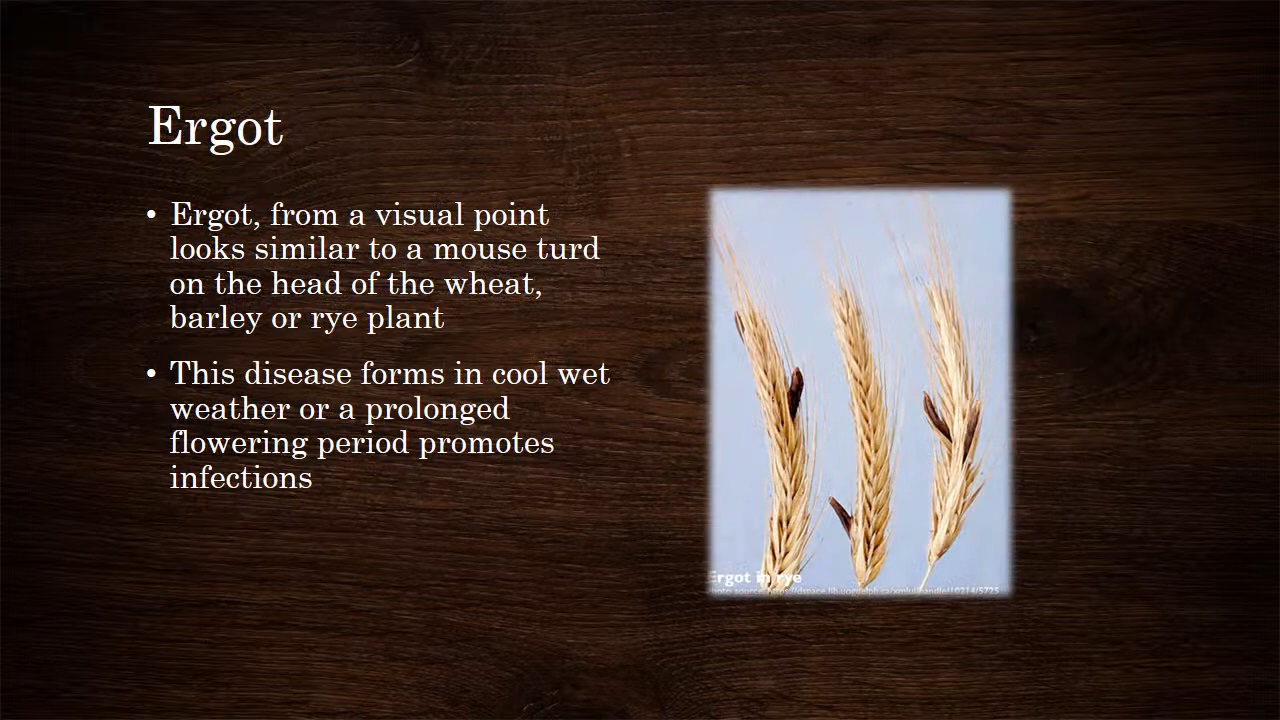 Ergot
• Ergot, from a visual point
looks similar to a mouse turd
on the head of the wheat,
barley or rye plant
• This disease forms in cool wet
weather or a prolonged
flowering period promotes
infections
Ergot in rye